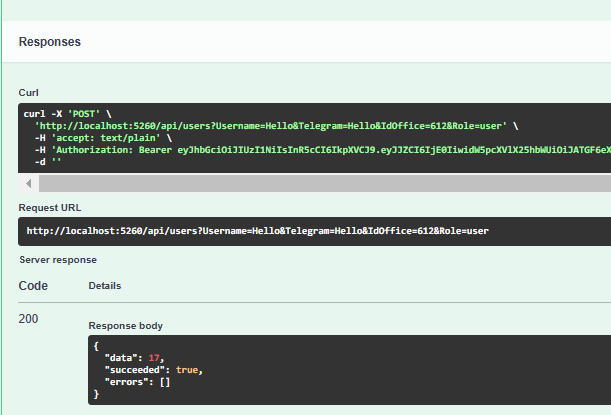 Responses
Curl
curl -X 'POST' \
'http://localhost:5260/api/users?Username=Hello&Telegram=Hello&IdOffice=612&Role=user' \
-H 'accept: text/plain' \
-H 'Authorization: Bearer eyJhbGciOiJIUzI1NiIsInR5cCI6IkpXVCJ9.eyJJZCI6IjE0IiwidW5pcXVlX25hbWUiOiJATGF6eX
-d ''
Request URL
http://localhost:5260/api/users?Username=Hello&Telegram=Hello&IdOffice=612&Role=user
Server response
Code Details
200
Response body
{
"data": 17,
"succeeded": true,
"errors": []
}